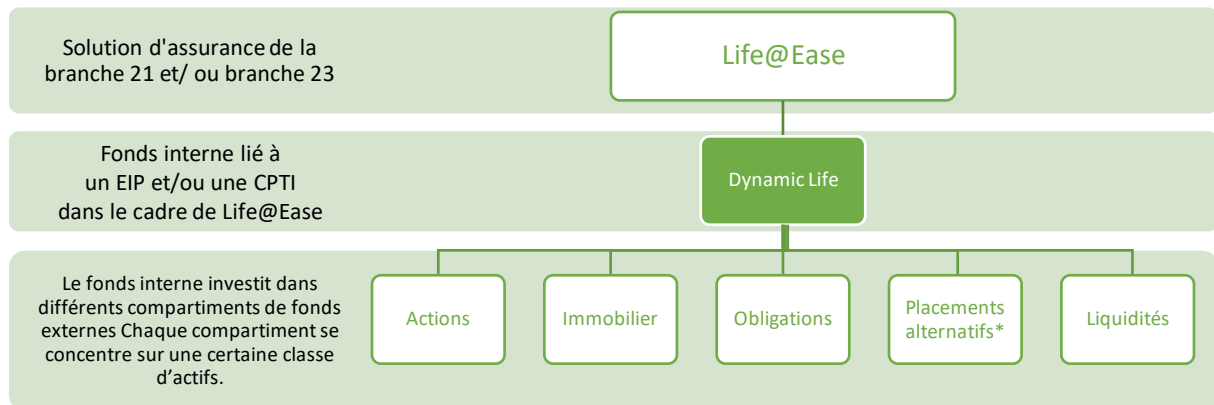 Solution d'assurance de la
branche 21 et/ ou branche 23
Life@Ease
Fonds interne lié à
un EIP et/ou une CPTI
dans le cadre de Life@Ease
Dynamic Life
Le fonds interne investit dans
différents compartiments de fonds
externes Chaque compartiment se
concentre sur une certaine classe
d’actifs.
Actions
Immobilier
Obligations
Placements
alternatifs*
Liquidités